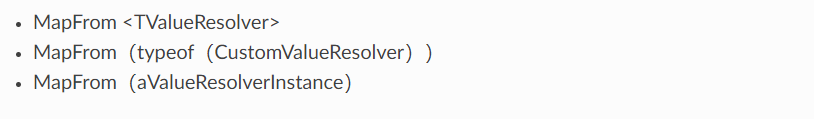 • MapFrom <TValueResolver>
• MapFrom（typeof（CustomValueResolver））
• MapFrom（aValueResolverInstance）